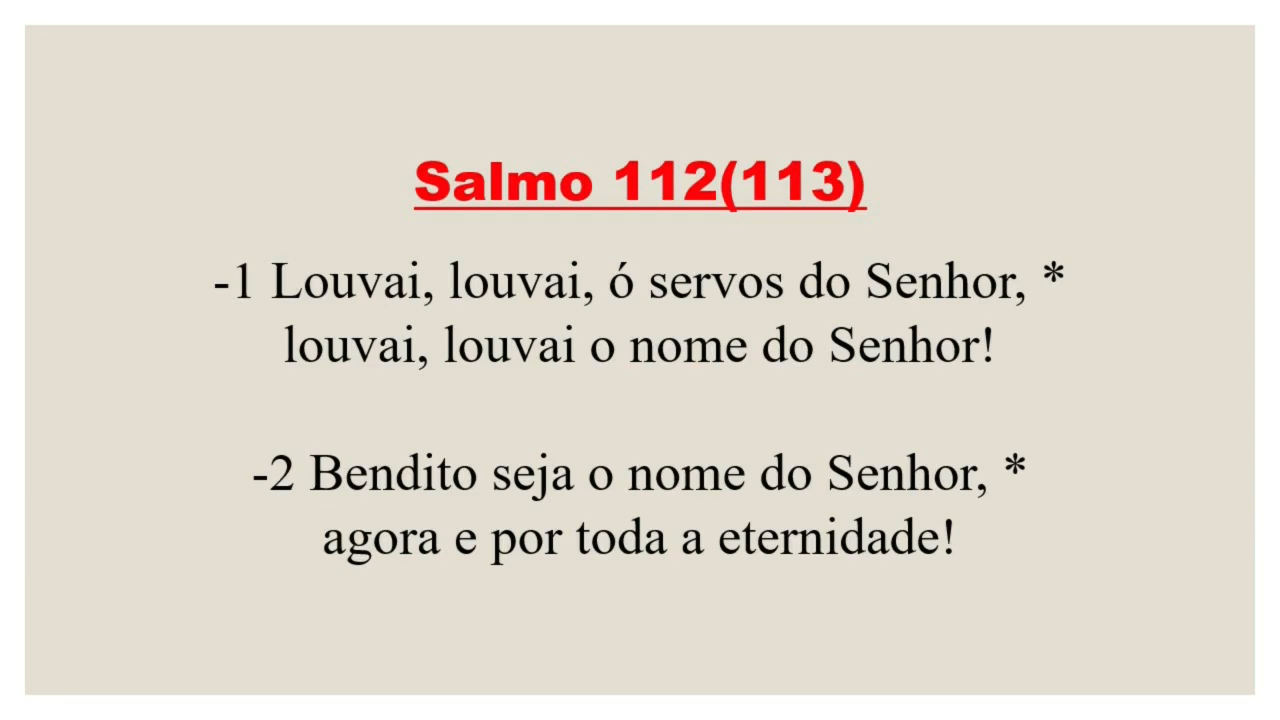 Salmo 112(113)
-1 Louvai, louvai, ó servos do Senhor, *
louvai, louvai o nome do Senhor!
-2 Bendito seja o nome do Senhor, *
agora e por toda a eternidade!